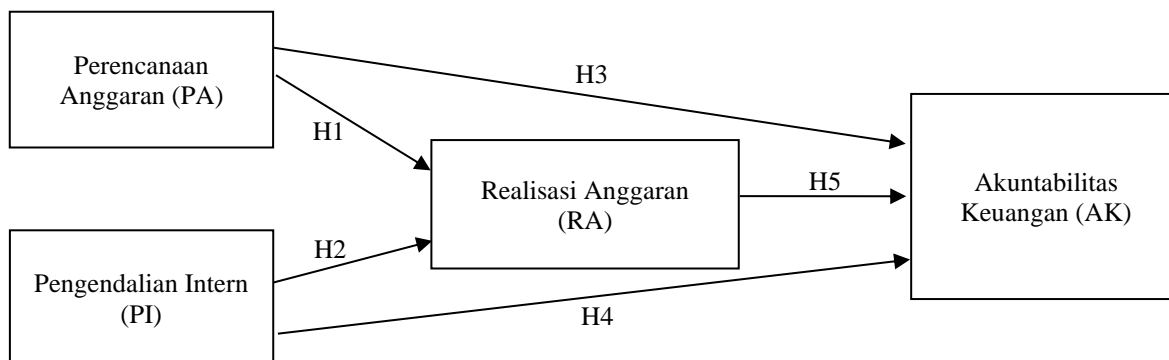 Perencanaan
Anggaran (PA)
H3
H1
Realisasi Anggaran
(RA)
H5
Akuntabilitas
Keuangan (AK)
H2
Pengendalian Intern
(PI)
H4